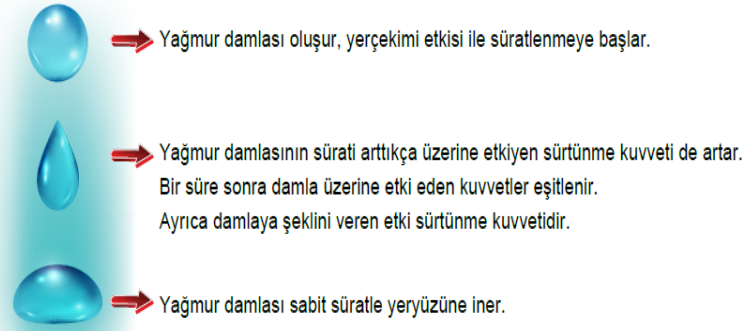 Yağmur damlası oluşur, yerçekimi etkisi ile süratlenmeye başlar.
Yağmur damlasının sürati arttıkça üzerine etkiyen sürtünme kuvveti de artar.
Bir süre sonra damla üzerine etki eden kuvvetler eşitlenir.
Ayrıca damlaya şeklini veren etki sürtünme kuvvetidir.
Yağmur damlası sabit süratle yeryüzüne iner.